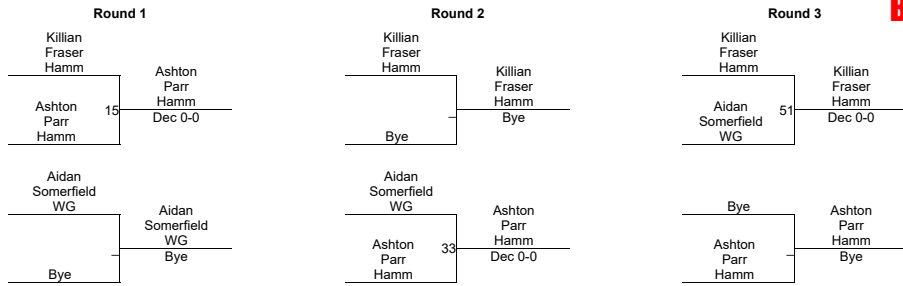 Round 1
Round 2
Round 3
Killian
Fraser
Hamm
Ashton
Parr
Hamm
15
Ashton
Parr
Hamm
Dec 0-0
Aidan
Somerfield
WG
Bye
Aidan
Somerfield
WG
Bye
Killian
Fraser
Hamm
Bye
Killian
Fraser
Hamm
Bye
Aidan
Somerfield
WG
Ashton
Parr
Hamm
33
Ashton
Parr
Hamm
Dec 0-0
Killian
Fraser
Hamm
Aidan
Somerfield
WG
51
Killian
Fraser
Hamm
Dec 0-0
Bye
Ashton
Parr
Hamm
Ashton
Parr
Hamm
Bye